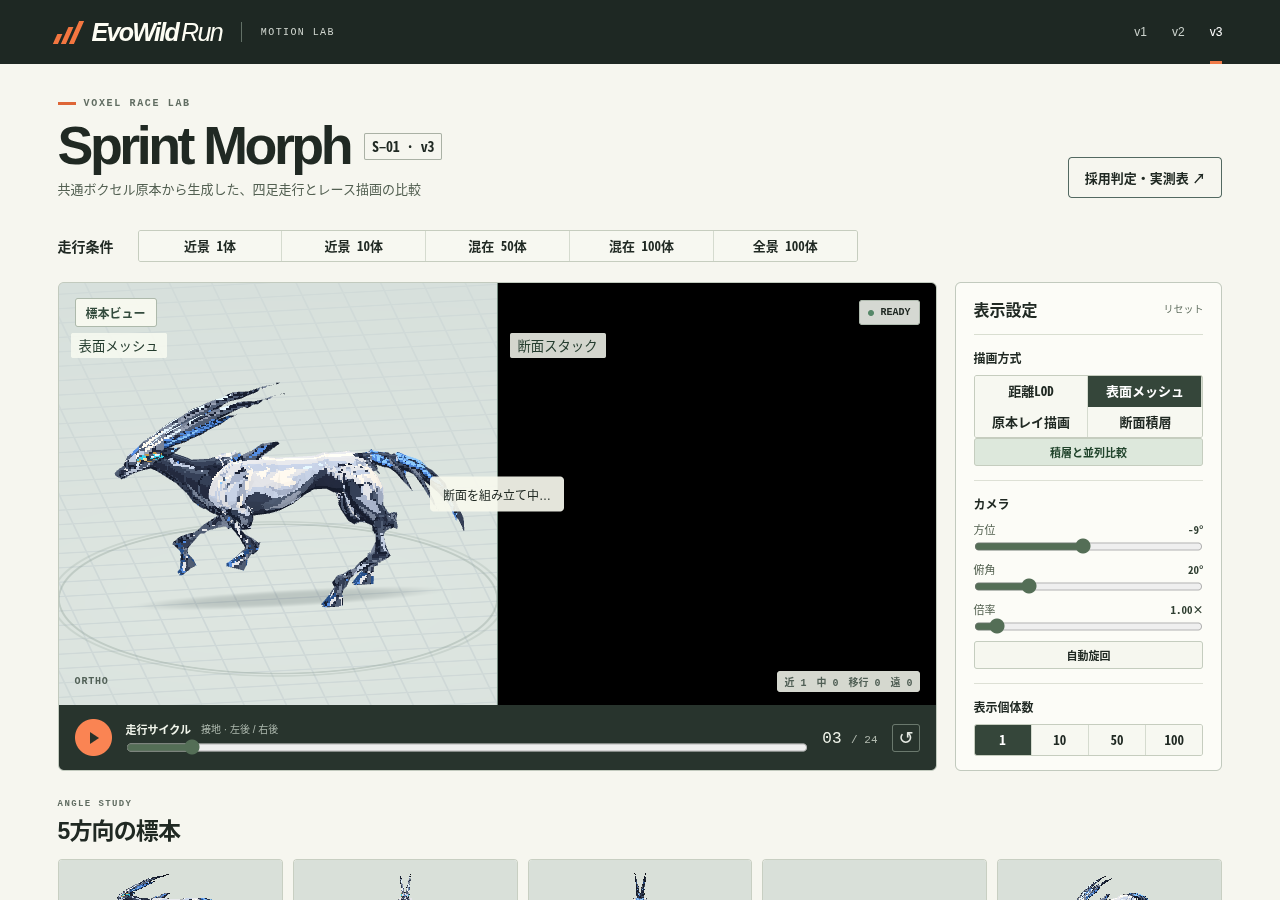 EvoWild Run
MOTION LAB
v1
v2
v3
VOXEL RACE LAB
Sprint Morph
S−01 · v3
共通ボクセル原本から生成した、四足走行とレース描画の比較
採用判定・実測表 ↗
走行条件
近景 1体
近景 10体
混在 50体
混在 100体
全景 100体
標本ビュー
READY
表面メッシュ
断面スタック
断面を組み立て中…
ORTHO
近 1 中 0 移行 0 遠 0
走行サイクル 接地 · 左後 / 右後
03 / 24
↺
表示設定
リセット
描画方式
距離LOD
表面メッシュ
原本レイ描画
断面積層
積層と並列比較
カメラ
方位 -9°
俯角 20°
倍率 1.00×
自動旋回
表示個体数
1
10
50
100
ANGLE STUDY
5方向の標本